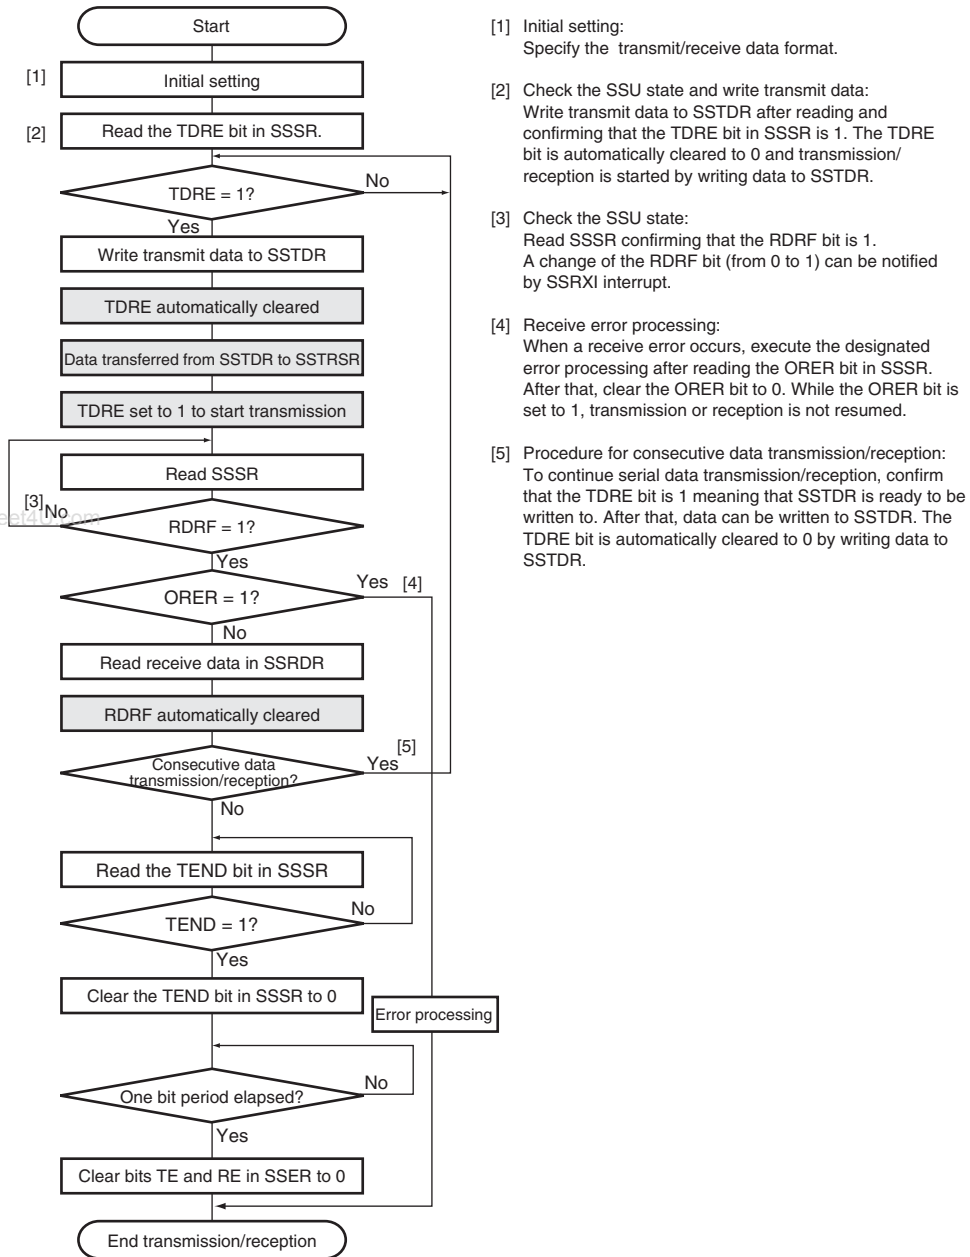 Start
[1]
Initial setting
[2]
Read the TDRE bit in SSSR.
TDRE = 1?
No
Yes
Write transmit data to SSTDR
TDRE automatically cleared
Data transferred from SSTDR to SSTRSR
TDRE set to 1 to start transmission
Read SSSR
[3]
No
RDRF = 1?
Yes
ORER = 1?
Yes [4]
No
Read receive data in SSRDR
RDRF automatically cleared
[5]
Consecutive data
transmission/reception?
Yes
No
Read the TEND bit in SSSR
TEND = 1?
No
Yes
Clear the TEND bit in SSSR to 0
Error processing
One bit period elapsed?
No
Yes
Clear bits TE and RE in SSER to 0
End transmission/reception
[1] Initial setting:
Specify the transmit/receive data format.
[2] Check the SSU state and write transmit data:
Write transmit data to SSTDR after reading and
confirming that the TDRE bit in SSSR is 1. The TDRE
bit is automatically cleared to 0 and transmission/
reception is started by writing data to SSTDR.
[3] Check the SSU state:
Read SSSR confirming that the RDRF bit is 1.
A change of the RDRF bit (from 0 to 1) can be notified
by SSRXI interrupt.
[4] Receive error processing:
When a receive error occurs, execute the designated
error processing after reading the ORER bit in SSSR.
After that, clear the ORER bit to 0. While the ORER bit is
set to 1, transmission or reception is not resumed.
[5] Procedure for consecutive data transmission/reception:
To continue serial data transmission/reception, confirm
that the TDRE bit is 1 meaning that SSTDR is ready to be
written to. After that, data can be written to SSTDR. The
TDRE bit is automatically cleared to 0 by writing data to
SSTDR.